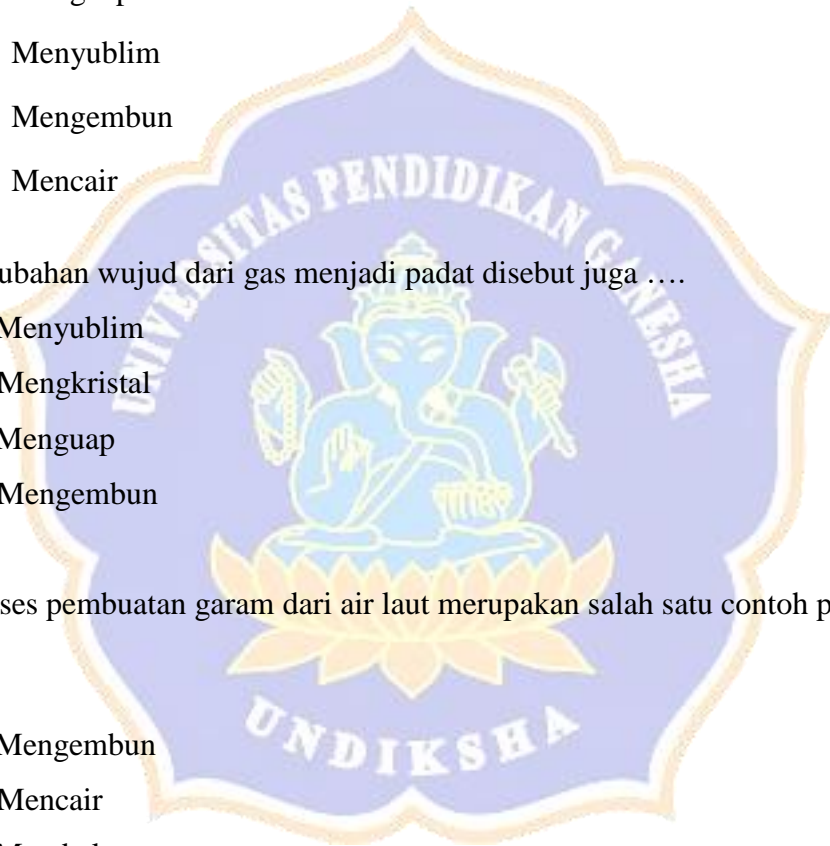 Menyublim
Mengembun
Mencair
UNIVERSITAS PENDIDIKAN GANESHA
ubahan wujud dari gas menjadi padat disebut juga ….
Menyublim
Mengkristal
Menguap
Mengembun
ses pembuatan garam dari air laut merupakan salah satu contoh p
UNDIKSHA
Mengembun
Mencair